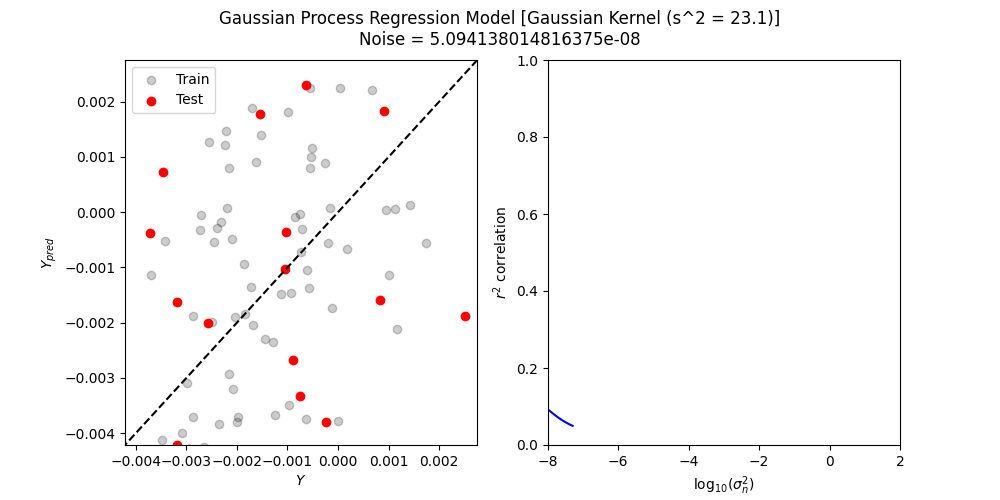 Gaussian Process Regression Model [Gaussian Kernel (s^2 = 23.1)]
Noise = 5.094138014816375e-08
Train
Test
0.002
0.001
0.000
−0.001
−0.002
−0.003
−0.004
Y_pred
−0.004 −0.003 −0.002 −0.001 0.000 0.001 0.002
Y
1.0
0.8
0.6
0.4
0.2
0.0
r² correlation
−8 −6 −4 −2 0 2
log₁₀(σₙ²)